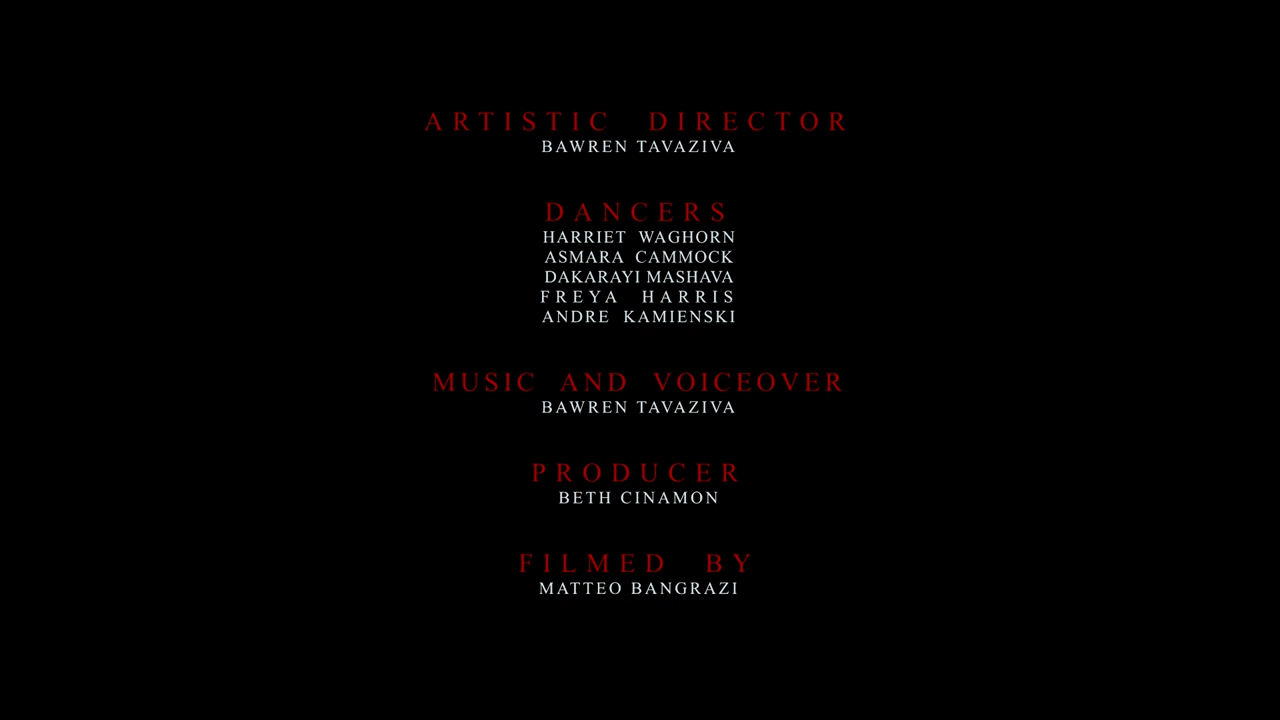 ARTISTIC DIRECTOR
BAWREN TAVAZIVA
DANCERS
HARRIET WAGHORN
ASMARA CAMMOCK
DAKARAYI MASHAVA
FREYA HARRIS
ANDRE KAMIENSKI
MUSIC AND VOICEOVER
BAWREN TAVAZIVA
PRODUCER
BETH CINAMON
FILMED BY
MATTEO BANGRAZI